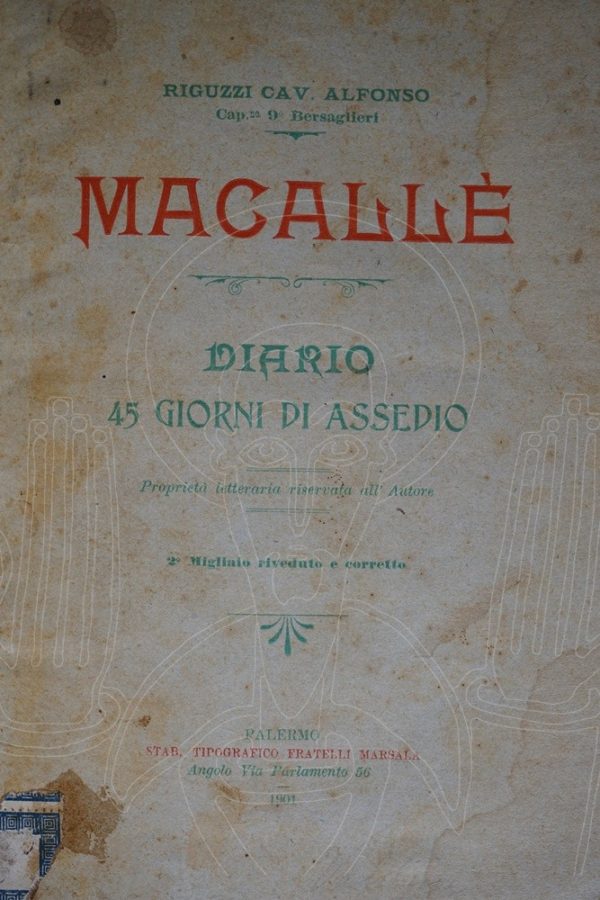 RIGUZZI CAV. ALFONSO
Cap.no 9° Bersaglieri
MACALLÈ
DIARIO
45 GIORNI DI ASSEDIO
Proprietà letteraria riservata all' Autore
2° Migliaio riveduto e corretto
PALERMO
STAB. TIPOGRAFICO FRATELLI MARSALA
Angolo Via Parlamento 56
1901